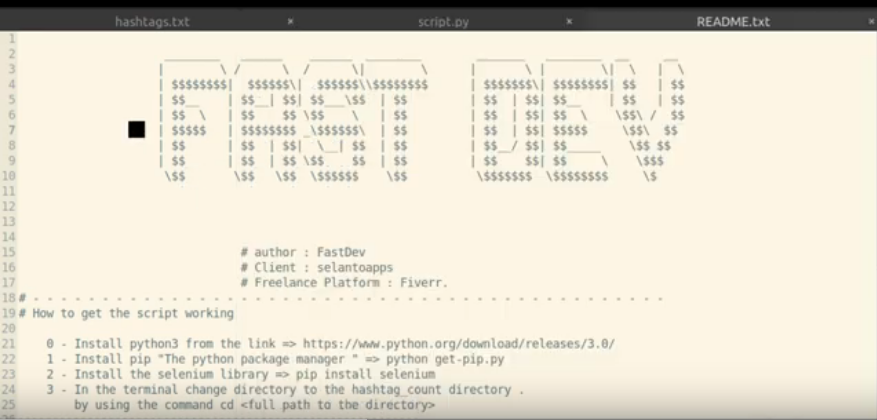 hashtags.txt × script.py × README.txt ×
1
2
3
4
5
6
7
8
9
10
11
12
13
14
FAST DEV
15 # author : FastDev
16 # Client : selantoapps
17 # Freelance Platform : Fiverr.
18 # - - - - - - - - - - - - - - - - - - - - - - - - - - - - - - - - - - - - - - - - - - - - - - -
19 # How to get the script working
20
21 0 - Install python3 from the link => https://www.python.org/download/releases/3.0/
22 1 - Install pip "The python package manager " => python get-pip.py
23 2 - Install the selenium library => pip install selenium
24 3 - In the terminal change directory to the hashtag_count directory .
25 by using the command cd <full path to the directory>